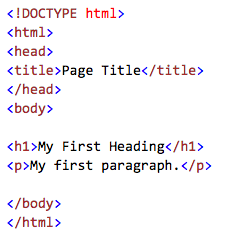 <!DOCTYPE html>
<html>
<head>
<title>Page Title</title>
</head>
<body>

<h1>My First Heading</h1>
<p>My first paragraph.</p>

</body>
</html>